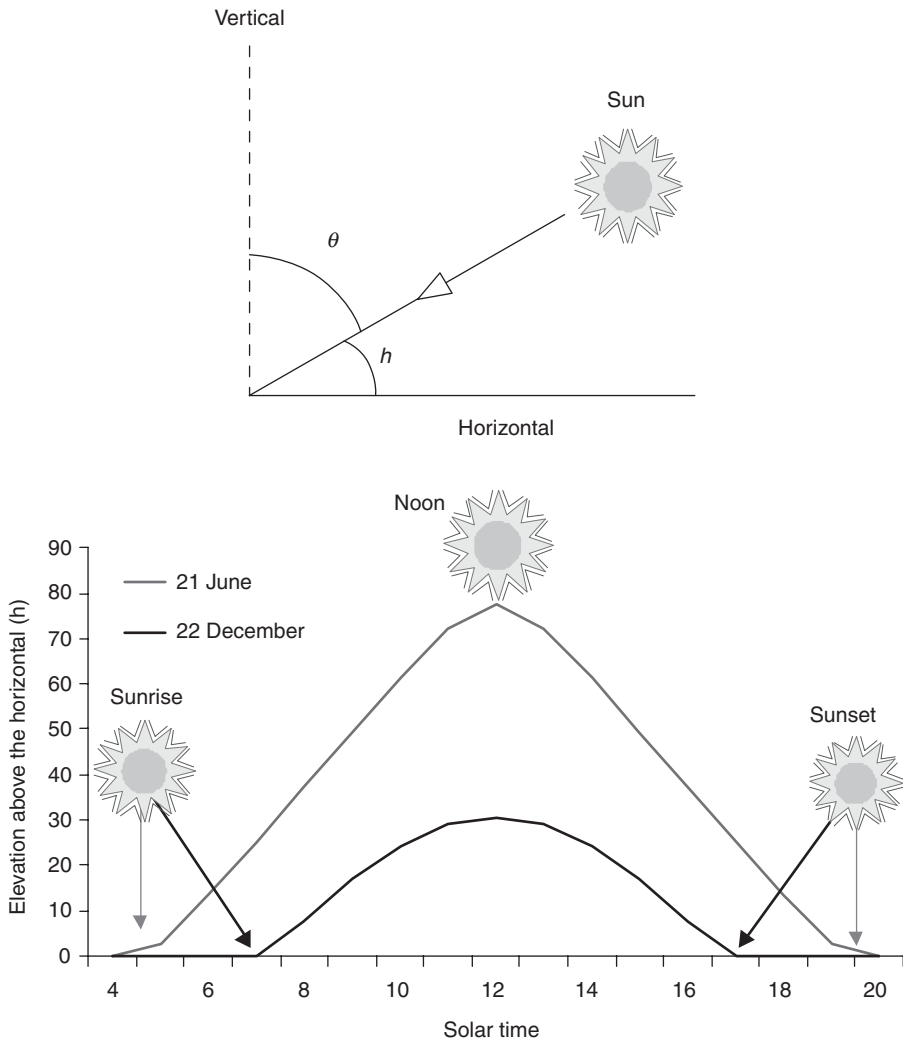 Vertical
Sun
θ
h
Horizontal
Noon
90
80
70
60
50
40
30
20
10
0
Elevation above the horizontal (h)
21 June
22 December
Sunrise
Sunset
4 6 8 10 12 14 16 18 20
Solar time